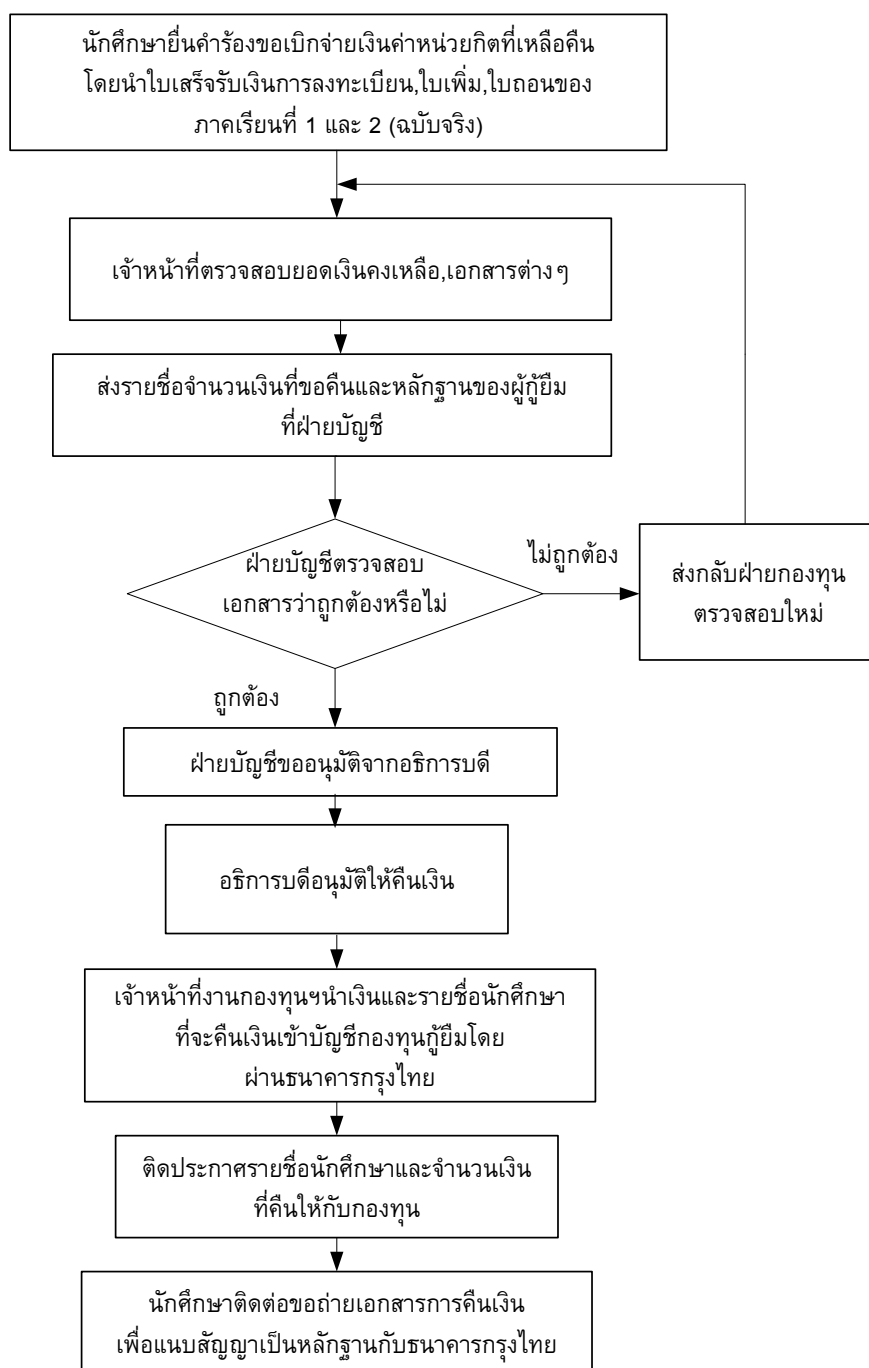 นักศึกษายื่นคำร้องขอเบิกจ่ายเงินค่าหน่วยกิตที่เหลือคืน
โดยนำใบเสร็จรับเงินการลงทะเบียน,ใบเพิ่ม,ใบถอนของ
ภาคเรียนที่ 1 และ 2 (ฉบับจริง)
เจ้าหน้าที่ตรวจสอบยอดเงินคงเหลือ,เอกสารต่างๆ
ส่งรายชื่อจำนวนเงินที่ขอคืนและหลักฐานของผู้กู้ยืม
ที่ฝ่ายบัญชี
ฝ่ายบัญชีตรวจสอบ
เอกสารว่าถูกต้องหรือไม่
ไม่ถูกต้อง
ส่งกลับฝ่ายกองทุน
ตรวจสอบใหม่
ถูกต้อง
ฝ่ายบัญชีขออนุมัติจากอธิการบดี
อธิการบดีอนุมัติให้คืนเงิน
เจ้าหน้าที่งานกองทุนฯนำเงินและรายชื่อนักศึกษา
ที่จะคืนเงินเข้าบัญชีกองทุนกู้ยืมโดย
ผ่านธนาคารกรุงไทย
ติดประกาศรายชื่อนักศึกษาและจำนวนเงิน
ที่คืนให้กับกองทุน
นักศึกษาติดต่อขอถ่ายเอกสารการคืนเงิน
เพื่อแนบสัญญาเป็นหลักฐานกับธนาคารกรุงไทย